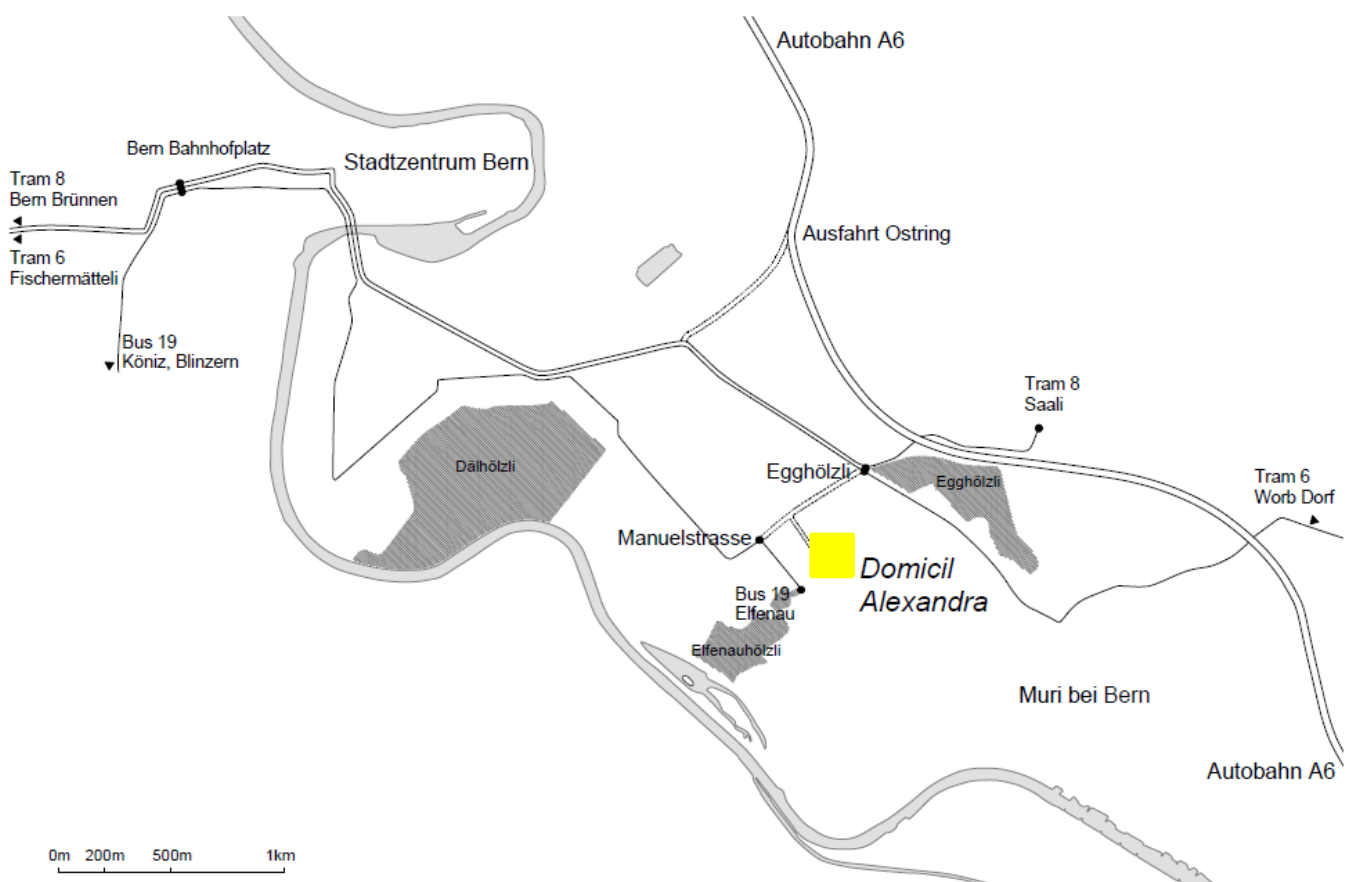 Autobahn A6
Bern Bahnhofplatz
Stadtzentrum Bern
Tram 8
Bern Brünnen
Tram 6
Fischermätteli
Ausfahrt Ostring
Bus 19
Köniz, Blinzern
Tram 8
Saali
Dälhölzli
Egghölzli
Egghölzli
Tram 6
Worb Dorf
Manuelstrasse
Domicil
Alexandra
Bus 19
Elfenau
Elfenauhölzli
Muri bei Bern
Autobahn A6
0m 200m 500m 1km